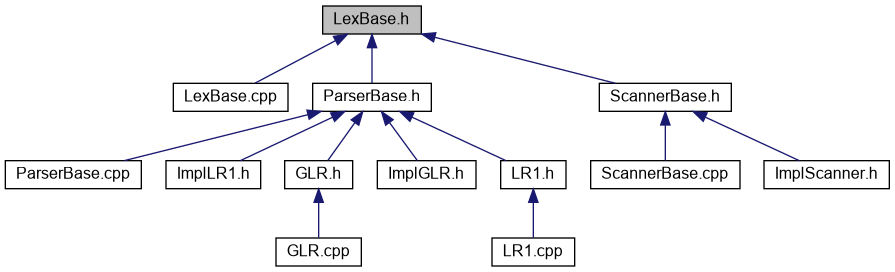 LexBase.h
LexBase.cpp
ParserBase.h
ScannerBase.h
ParserBase.cpp
ImplLR1.h
GLR.h
ImplGLR.h
LR1.h
ScannerBase.cpp
ImplScanner.h
GLR.cpp
LR1.cpp